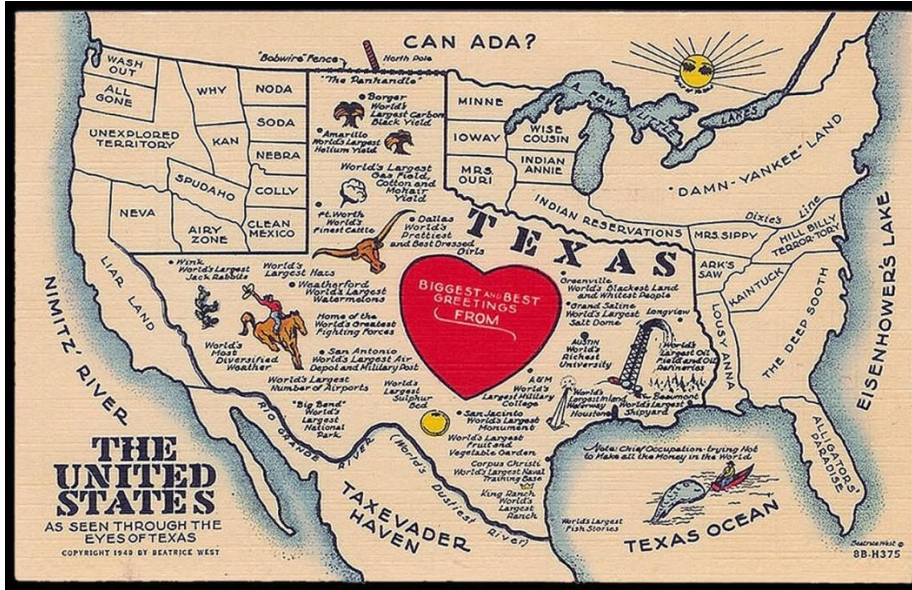 CAN ADA?
"Bobwire" Fence
North Pole
WASH
OUT
ALL
GONE
WHY
NODA
"The Panhandle"
MINNE
A FEW
LITTLE
LAKES
UNEXPLORED
TERRITORY
KAN
SODA
IOWAY
WISE
COUSIN
NEBRA
MRS.
OURI
INDIAN
ANNIE
SPUDAHO
COLLY
NEVA
AIRY
ZONE
CLEAN
MEXICO
INDIAN RESERVATIONS
"DAMN-YANKEE" LAND
Dixie's Line
Borger
World's
Largest Carbon
Black Yield
Amarillo
World's Largest
Helium Yield
World's Largest
Gas Field,
Cotton and
Mohair
Yield
Ft. Worth
World's
Finest Cattle
Dallas
World's
Prettiest
and Best Dressed
Girls
TEXAS
MRS. SIPPY
HILL BILLY
TERROR-TORY
ARK'S
SAW
KAINTUCK
LOUSY ANNA
THE DEEP SOOTH
ALLIGATORS'
PARADISE
LIAR LAND
Wink
World's Largest
Jack Rabbits
World's
Largest Hats
Weatherford
World's Largest
Watermelons
Home of the
World's Greatest
Fighting Forces
World's
Most
Diversified
Weather
San Antonio
World's Largest Air
Depot and Military Post
World's Largest
Number of Airports
"Big Bend"
World's
Largest
National
Park
World's
Largest
Sulphur
Bed
BIGGEST AND BEST
GREETINGS
FROM
Greenville
World's Blackest Land
and Whitest People
Grand Saline
World's Largest
Salt Dome
Longview
World's
Largest Oil
Field and Oil
Refineries
AUSTIN
World's
Richest
University
A&M
World's
Largest Military
College
World's
Largest Inland
Waterway
Houston
Beaumont
World's Largest
Shipyard
San Jacinto
World's Largest
Monument
World's Largest
Fruit and
Vegetable Garden
Corpus Christi
World's Largest Naval
Training Base
King Ranch
World's
Largest
Ranch
RIO GRANDE RIVER
(World's Dustiest River)
NIMITZ' RIVER
EISENHOWER'S LAKE
TAXEVADER
HAVEN
Note: Chief Occupation-trying Not
to Make all the Money in the World
World's Largest
Fish Stories
TEXAS OCEAN
THE
UNITED
STATES
AS SEEN THROUGH THE
EYES OF TEXAS
COPYRIGHT 1948 BY BEATRICE WEST
Beatrice West ©
8B-H375